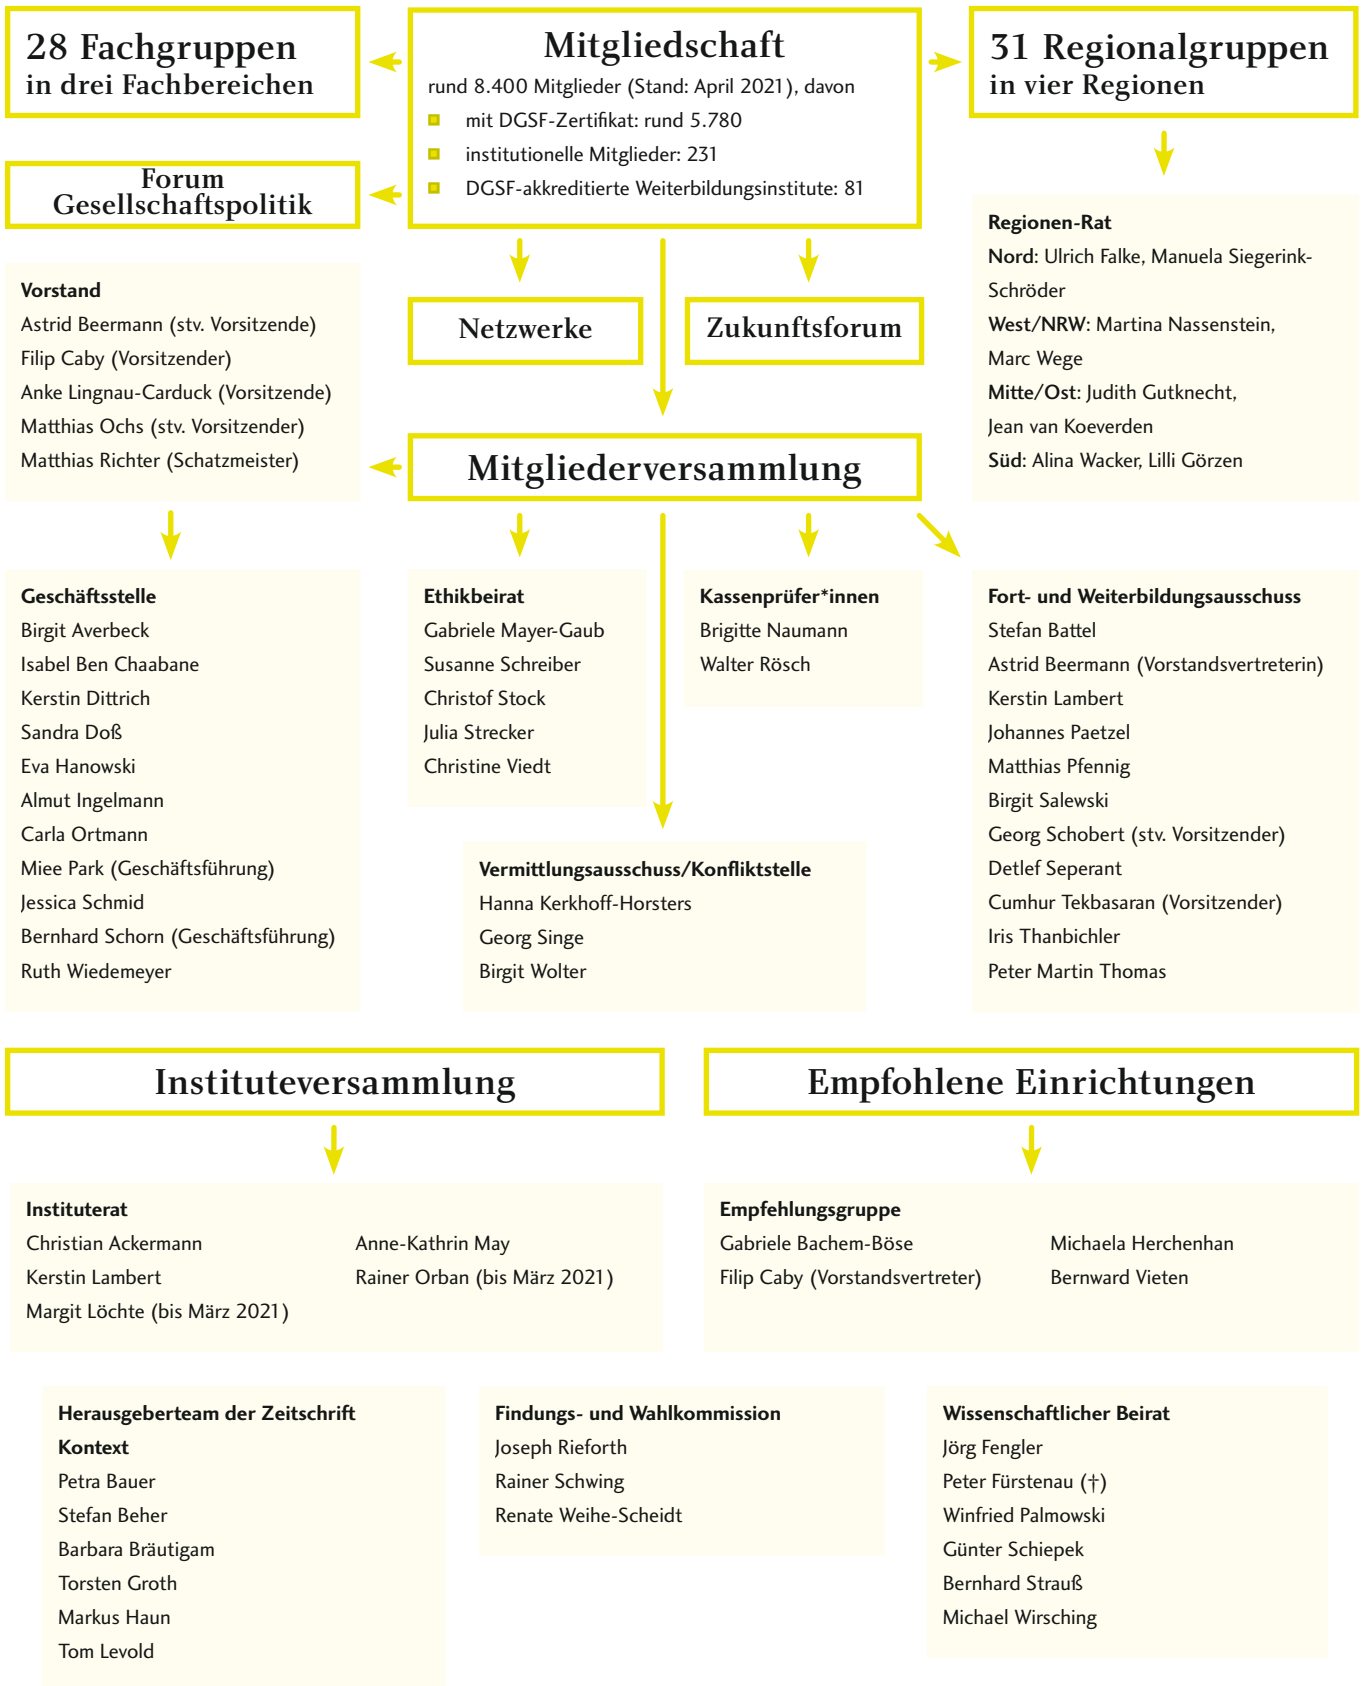 28 Fachgruppen
in drei Fachbereichen
Mitgliedschaft
rund 8.400 Mitglieder (Stand: April 2021), davon
mit DGSF-Zertifikat: rund 5.780
institutionelle Mitglieder: 231
DGSF-akkreditierte Weiterbildungsinstitute: 81
31 Regionalgruppen
in vier Regionen
Forum
Gesellschaftspolitik
Netzwerke
Zukunftsforum
Regionen-Rat
Nord: Ulrich Falke, Manuela Siegerink-
Schröder
West/NRW: Martina Nassenstein,
Marc Wege
Mitte/Ost: Judith Gutknecht,
Jean van Koeverden
Süd: Alina Wacker, Lilli Görzen
Vorstand
Astrid Beermann (stv. Vorsitzende)
Filip Caby (Vorsitzender)
Anke Lingnau-Carduck (Vorsitzende)
Matthias Ochs (stv. Vorsitzender)
Matthias Richter (Schatzmeister)
Mitgliederversammlung
Geschäftsstelle
Birgit Averbeck
Isabel Ben Chaabane
Kerstin Dittrich
Sandra Doß
Eva Hanowski
Almut Ingelmann
Carla Ortmann
Miee Park (Geschäftsführung)
Jessica Schmid
Bernhard Schorn (Geschäftsführung)
Ruth Wiedemeyer
Ethikbeirat
Gabriele Mayer-Gaub
Susanne Schreiber
Christof Stock
Julia Strecker
Christine Viedt
Kassenprüfer*innen
Brigitte Naumann
Walter Rösch
Vermittlungsausschuss/Konfliktstelle
Hanna Kerkhoff-Horsters
Georg Singe
Birgit Wolter
Fort- und Weiterbildungsausschuss
Stefan Battel
Astrid Beermann (Vorstandsvertreterin)
Kerstin Lambert
Johannes Paetzel
Matthias Pfennig
Birgit Salewski
Georg Schobert (stv. Vorsitzender)
Detlef Seperant
Cumhur Tekbasaran (Vorsitzender)
Iris Thanbichler
Peter Martin Thomas
Instituteversammlung
Empfohlene Einrichtungen
Instituterat
Christian Ackermann
Kerstin Lambert
Margit Löchte (bis März 2021)
Anne-Kathrin May
Rainer Orban (bis März 2021)
Empfehlungsgruppe
Gabriele Bachem-Böse
Filip Caby (Vorstandsvertreter)
Michaela Herchenhan
Bernward Vieten
Herausgeberteam der Zeitschrift
Kontext
Petra Bauer
Stefan Beher
Barbara Bräutigam
Torsten Groth
Markus Haun
Tom Levold
Findungs- und Wahlkommission
Joseph Rieforth
Rainer Schwing
Renate Weihe-Scheidt
Wissenschaftlicher Beirat
Jörg Fengler
Peter Fürstenau (†)
Winfried Palmowski
Günter Schiepek
Bernhard Strauß
Michael Wirsching